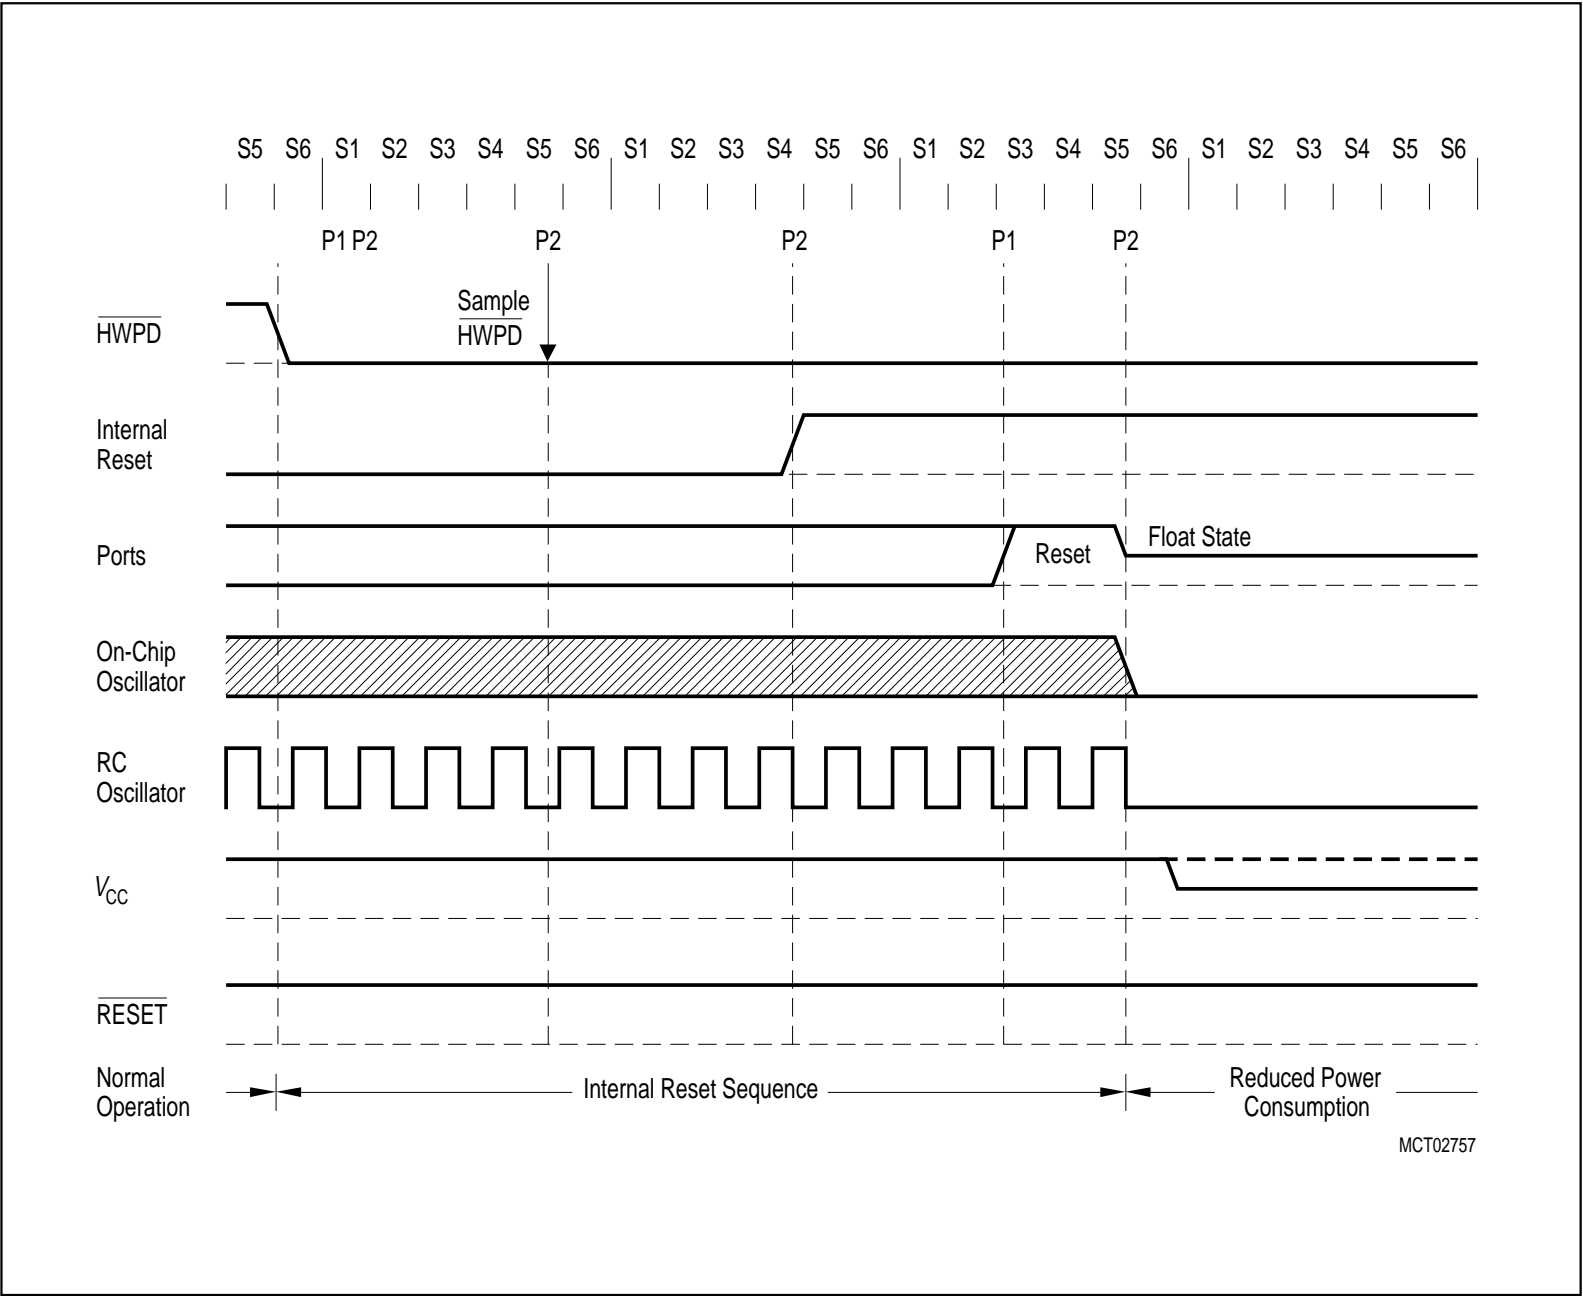 S5 S6 S1 S2 S3 S4 S5 S6 S1 S2 S3 S4 S5 S6 S1 S2 S3 S4 S5 S6 S1 S2 S3 S4 S5 S6
P1 P2 P2 P2 P1 P2
HWPD
Sample
HWPD
Internal
Reset
Ports
Reset
Float State
On-Chip
Oscillator
RC
Oscillator
VCC
RESET
Normal
Operation
Internal Reset Sequence
Reduced Power
Consumption
MCT02757